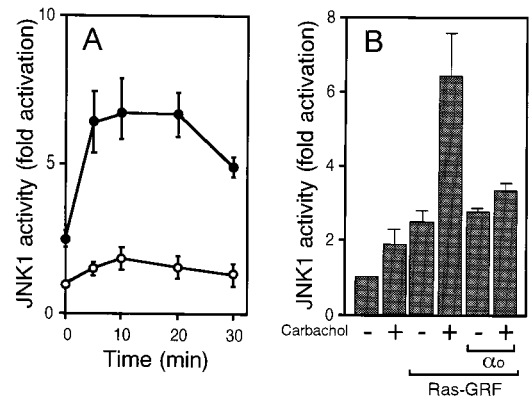 A
JNK1 activity (fold activation)
10
5
0
0 10 20 30
Time (min)
B
JNK1 activity (fold activation)
8
6
4
2
0
Carbachol - + - + - +
αo
Ras-GRF